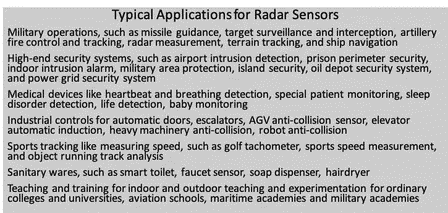 Typical Applications for Radar Sensors
Military operations, such as missile guidance, target surveillance and interception, artillery
fire control and tracking, radar measurement, terrain tracking, and ship navigation
High-end security systems, such as airport intrusion detection, prison perimeter security,
indoor intrusion alarm, military area protection, island security, oil depot security system,
and power grid security system
Medical devices like heartbeat and breathing detection, special patient monitoring, sleep
disorder detection, life detection, baby monitoring
Industrial controls for automatic doors, escalators, AGV anti-collision sensor, elevator
automatic induction, heavy machinery anti-collision, robot anti-collision
Sports tracking like measuring speed, such as golf tachometer, sports speed measurement,
and object running track analysis
Sanitary wares, such as smart toilet, faucet sensor, soap dispenser, hairdryer
Teaching and training for indoor and outdoor teaching and experimentation for ordinary
colleges and universities, aviation schools, maritime academies and military academies